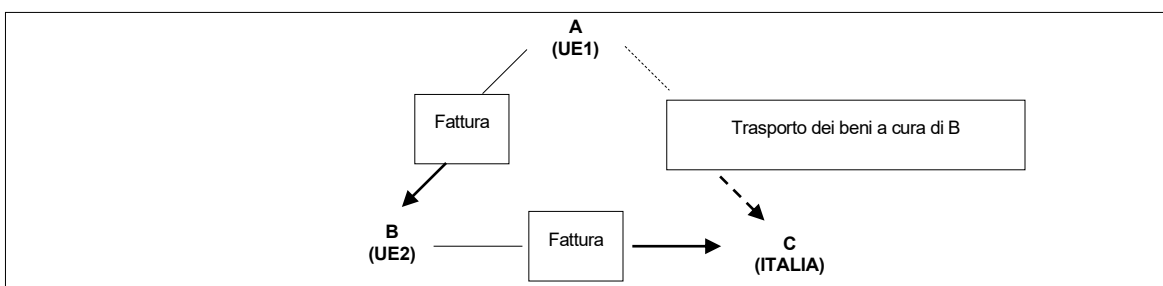 A
(UE1)
Fattura
Trasporto dei beni a cura di B
B
(UE2)
Fattura
C
(ITALIA)